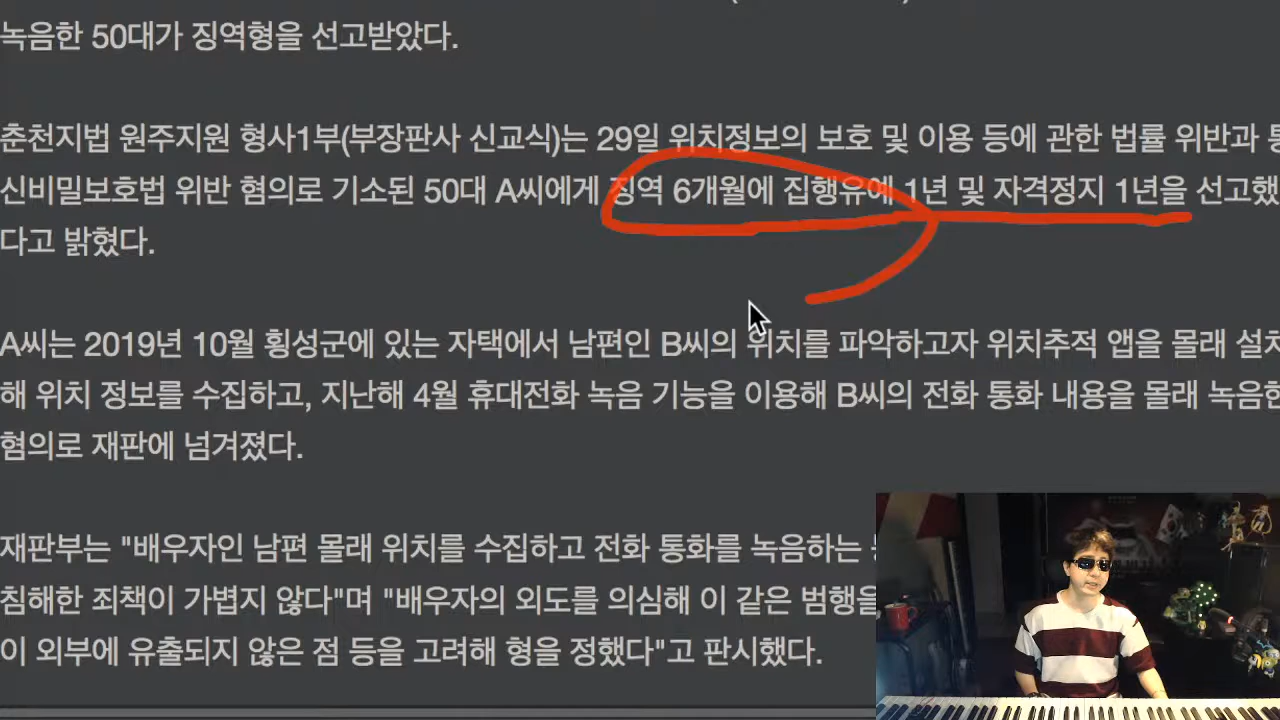 녹음한 50대가 징역형을 선고받았다.
춘천지법 원주지원 형사1부(부장판사 신교식)는 29일 위치정보의 보호 및 이용 등에 관한 법률 위반과 통
신비밀보호법 위반 혐의로 기소된 50대 A씨에게 징역 6개월에 집행유예 1년 및 자격정지 1년을 선고했
다고 밝혔다.
A씨는 2019년 10월 횡성군에 있는 자택에서 남편인 B씨의 위치를 파악하고자 위치추적 앱을 몰래 설치
해 위치 정보를 수집하고, 지난해 4월 휴대전화 녹음 기능을 이용해 B씨의 전화 통화 내용을 몰래 녹음한
혐의로 재판에 넘겨졌다.
재판부는 "배우자인 남편 몰래 위치를 수집하고 전화 통화를 녹음하는
침해한 죄책이 가볍지 않다"며 "배우자의 외도를 의심해 이 같은 범행을
이 외부에 유출되지 않은 점 등을 고려해 형을 정했다"고 판시했다.